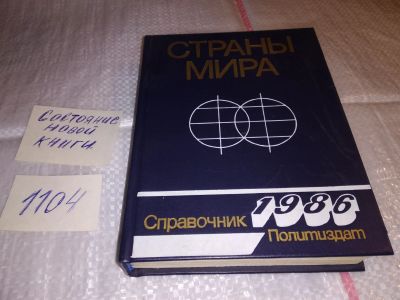 СТРАНЫ
МИРА
Справочник 1986
Политиздат
Состояние
новой
книги
1104